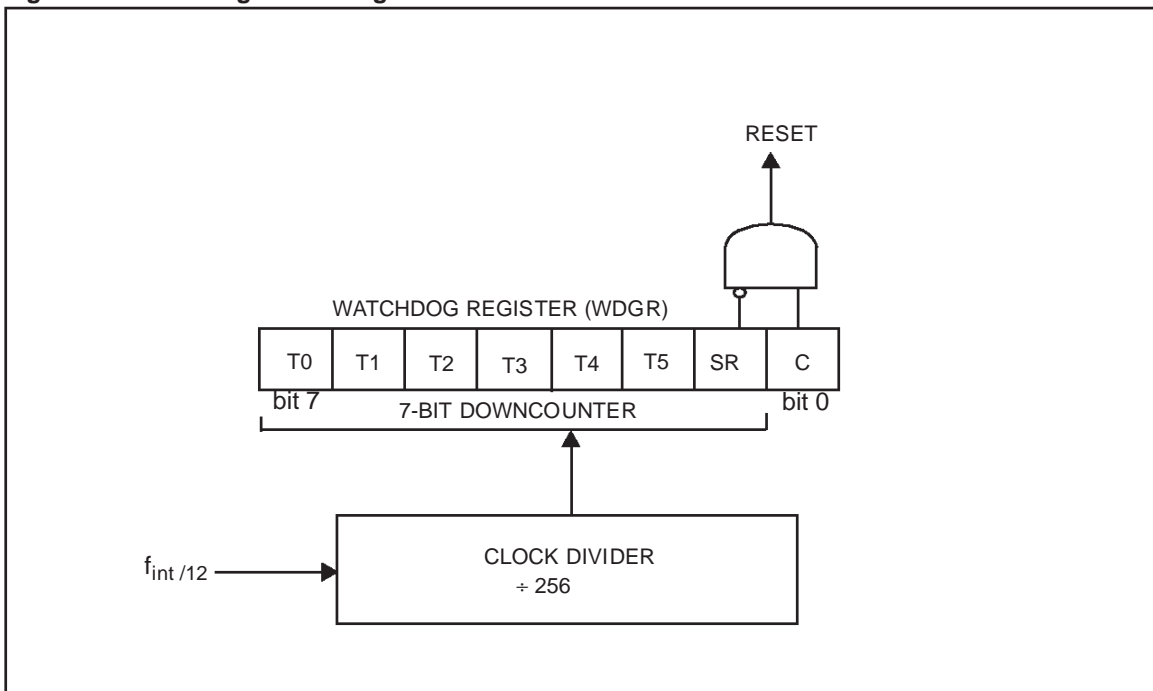 RESET
WATCHDOG REGISTER (WDGR)
T0 T1 T2 T3 T4 T5 SR C
bit 7 7-BIT DOWNCOUNTER bit 0
fint /12
CLOCK DIVIDER
÷ 256